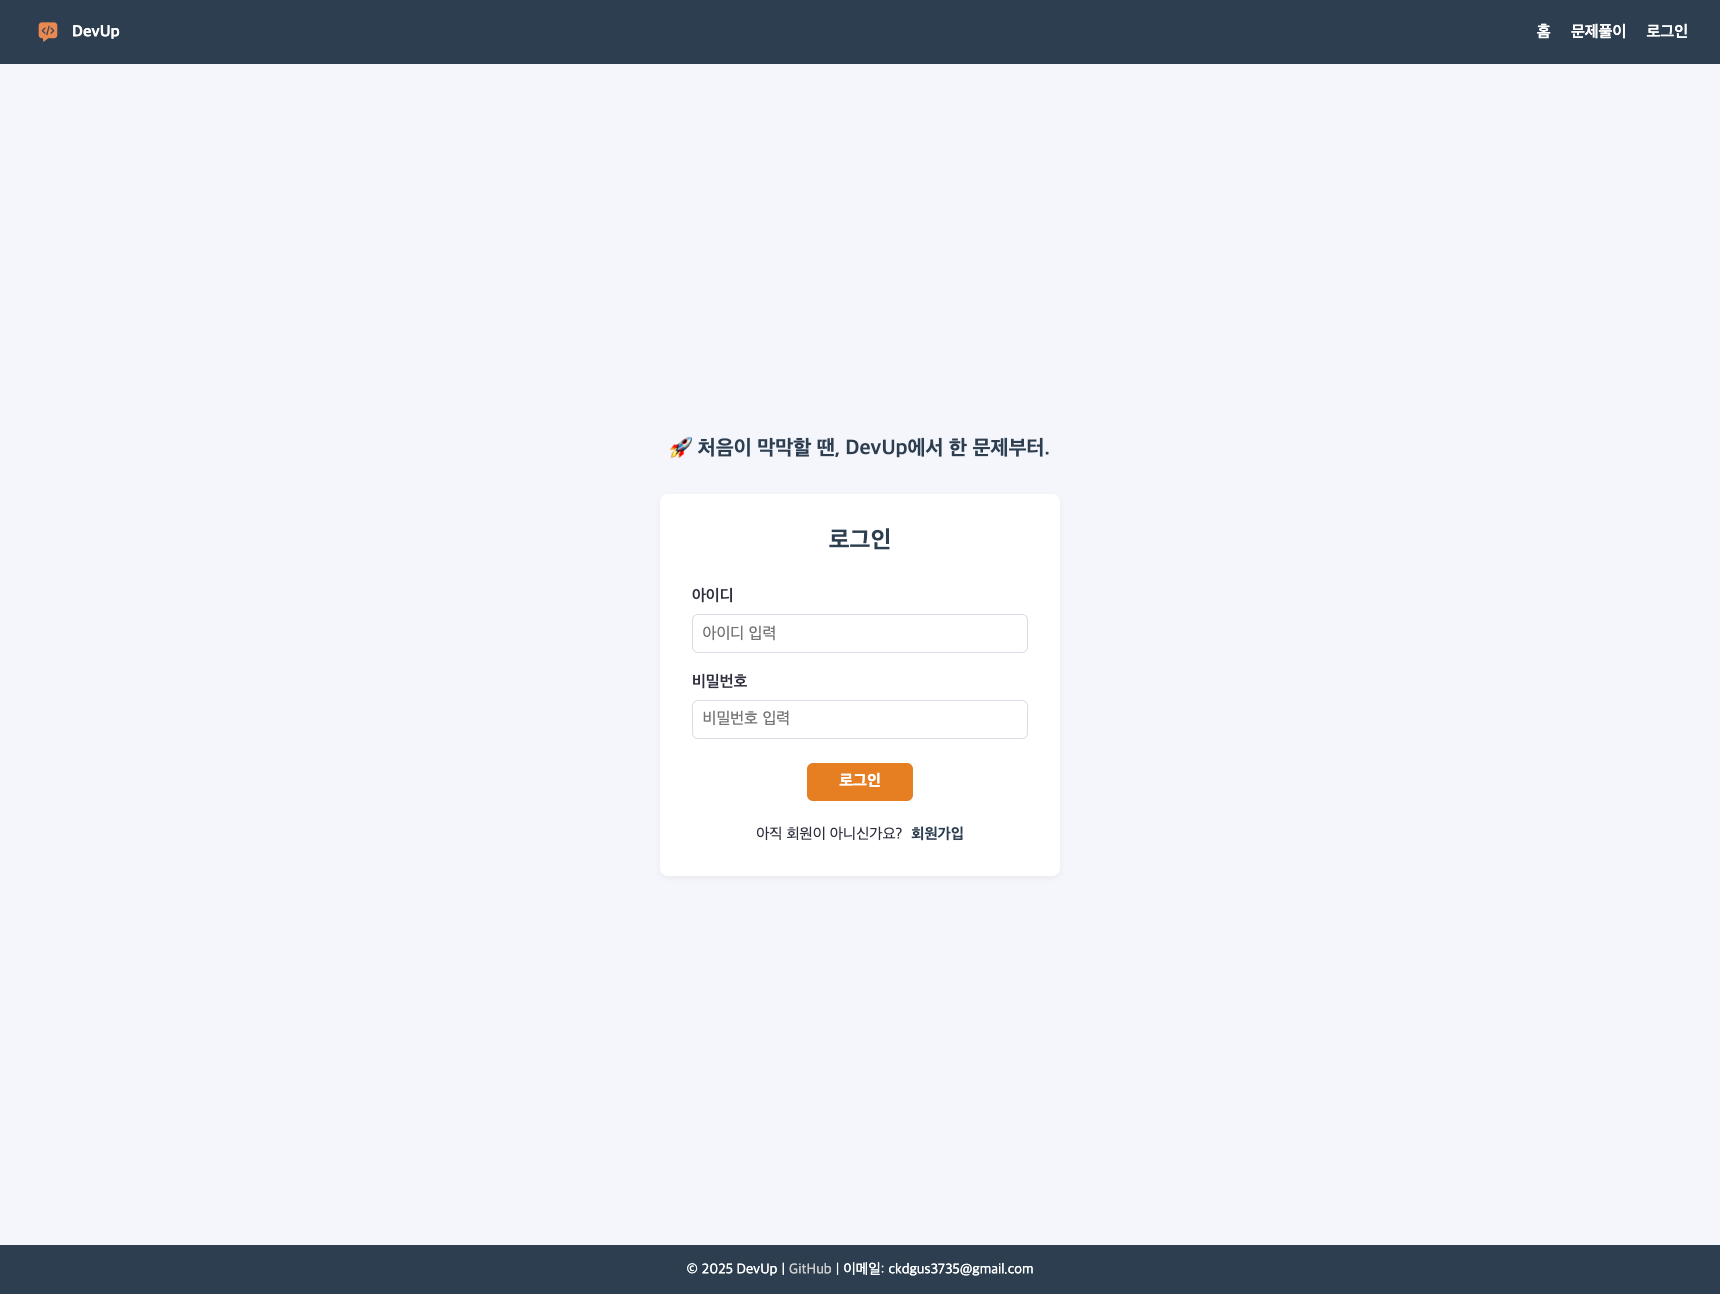 DevUp
홈 문제풀이 로그인
🚀 처음이 막막할 땐, DevUp에서 한 문제부터.
로그인
아이디
아이디 입력
비밀번호
비밀번호 입력
로그인
아직 회원이 아니신가요? 회원가입
© 2025 DevUp | GitHub | 이메일: ckdgus3735@gmail.com